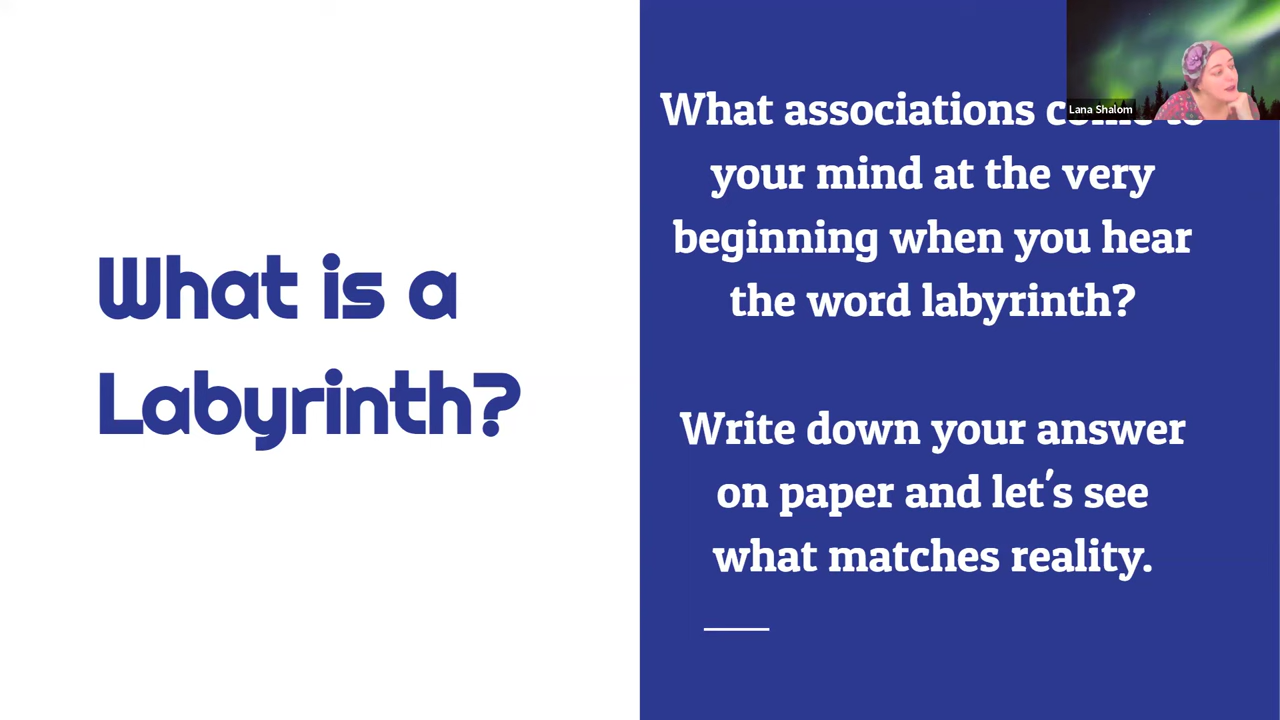 What is a
Labyrinth?
What associations
your mind at the very
beginning when you hear
the word labyrinth?
Write down your answer
on paper and let's see
what matches reality.
Lana Shalom